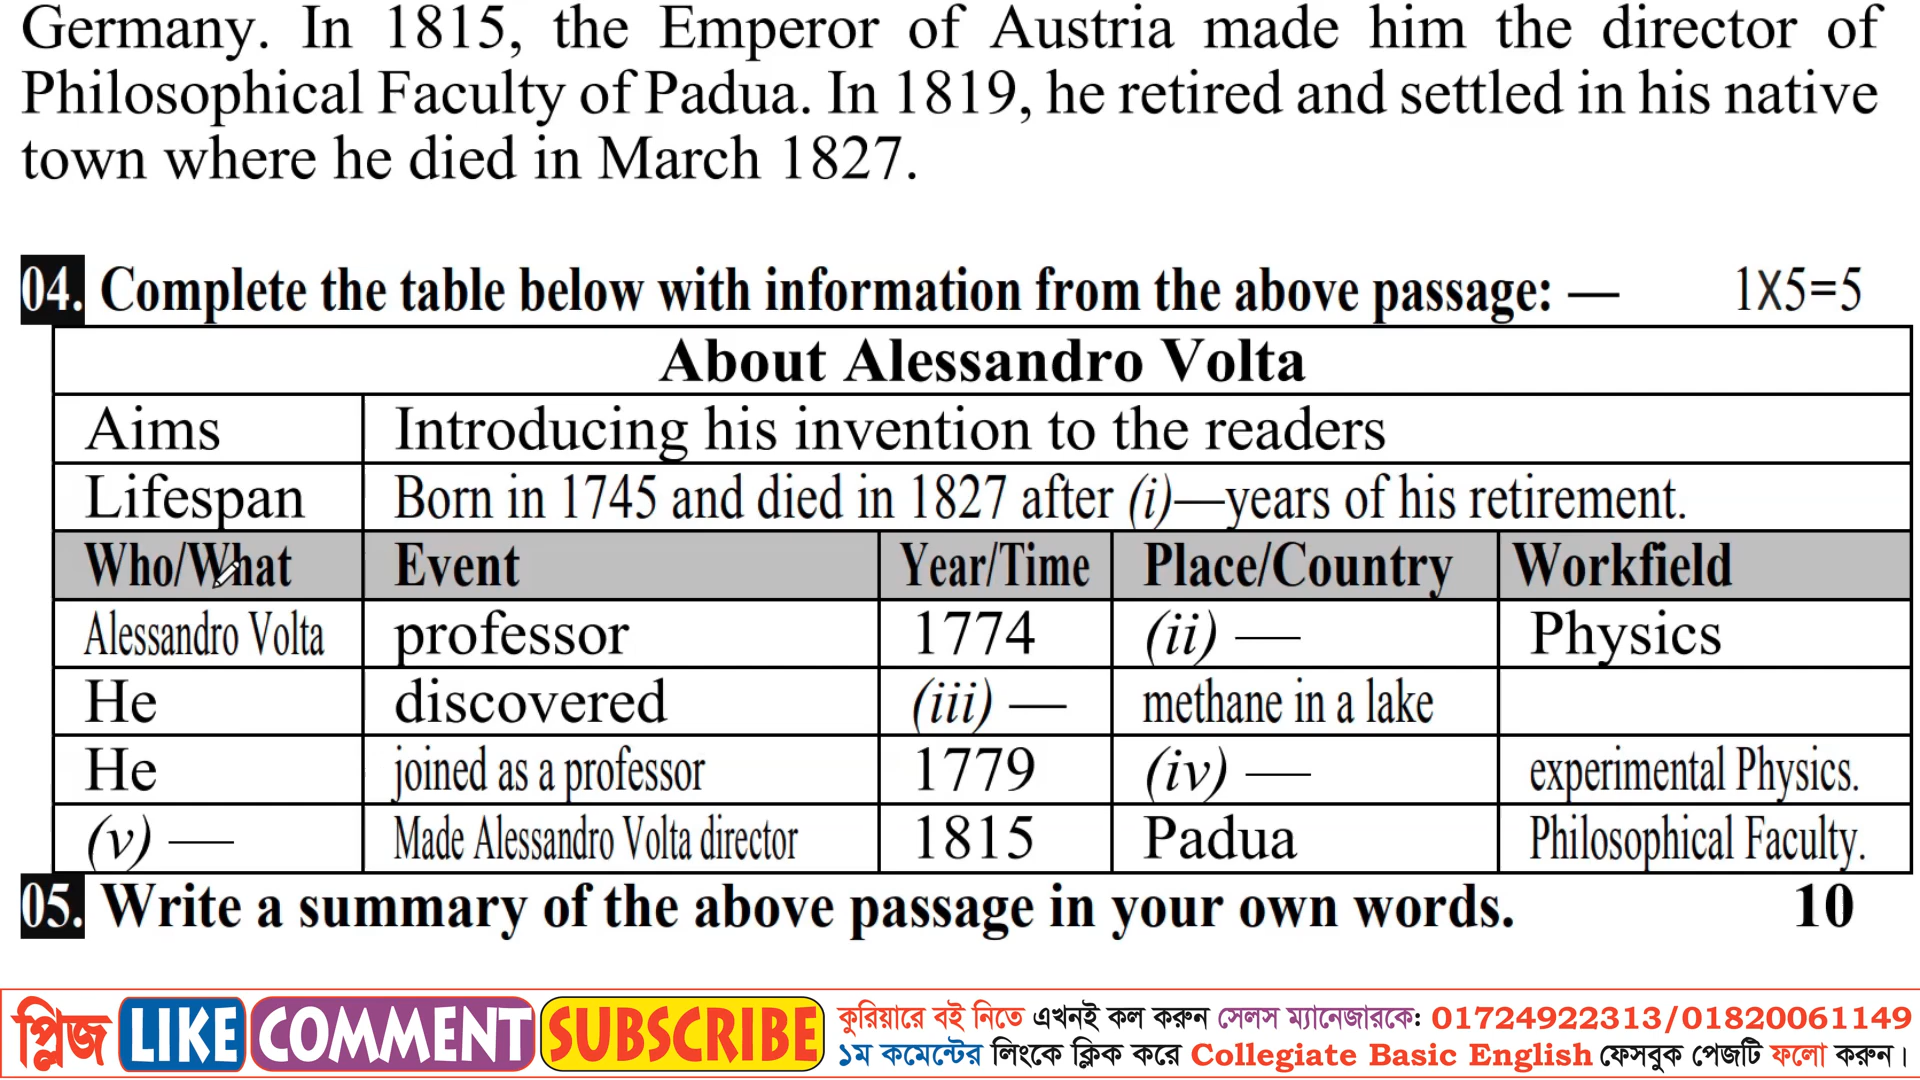 Germany. In 1815, the Emperor of Austria made him the director of
Philosophical Faculty of Padua. In 1819, he retired and settled in his native
town where he died in March 1827.
04. Complete the table below with information from the above passage: — 1X5=5
About Alessandro Volta
Aims Introducing his invention to the readers
Lifespan Born in 1745 and died in 1827 after (i)—years of his retirement.
Who/What Event Year/Time Place/Country Workfield
Alessandro Volta professor 1774 (ii) — Physics
He discovered (iii) — methane in a lake
He joined as a professor 1779 (iv) — experimental Physics.
(v) — Made Alessandro Volta director 1815 Padua Philosophical Faculty.
05. Write a summary of the above passage in your own words. 10
প্লিজ LIKE COMMENT SUBSCRIBE
কুরিয়ারে বই নিতে এখনই কল করুন সেলস ম্যানেজারকে: 01724922313/01820061149
১ম কমেন্টের লিংকে ক্লিক করে Collegiate Basic English ফেসবুক পেজটি ফলো করুন।